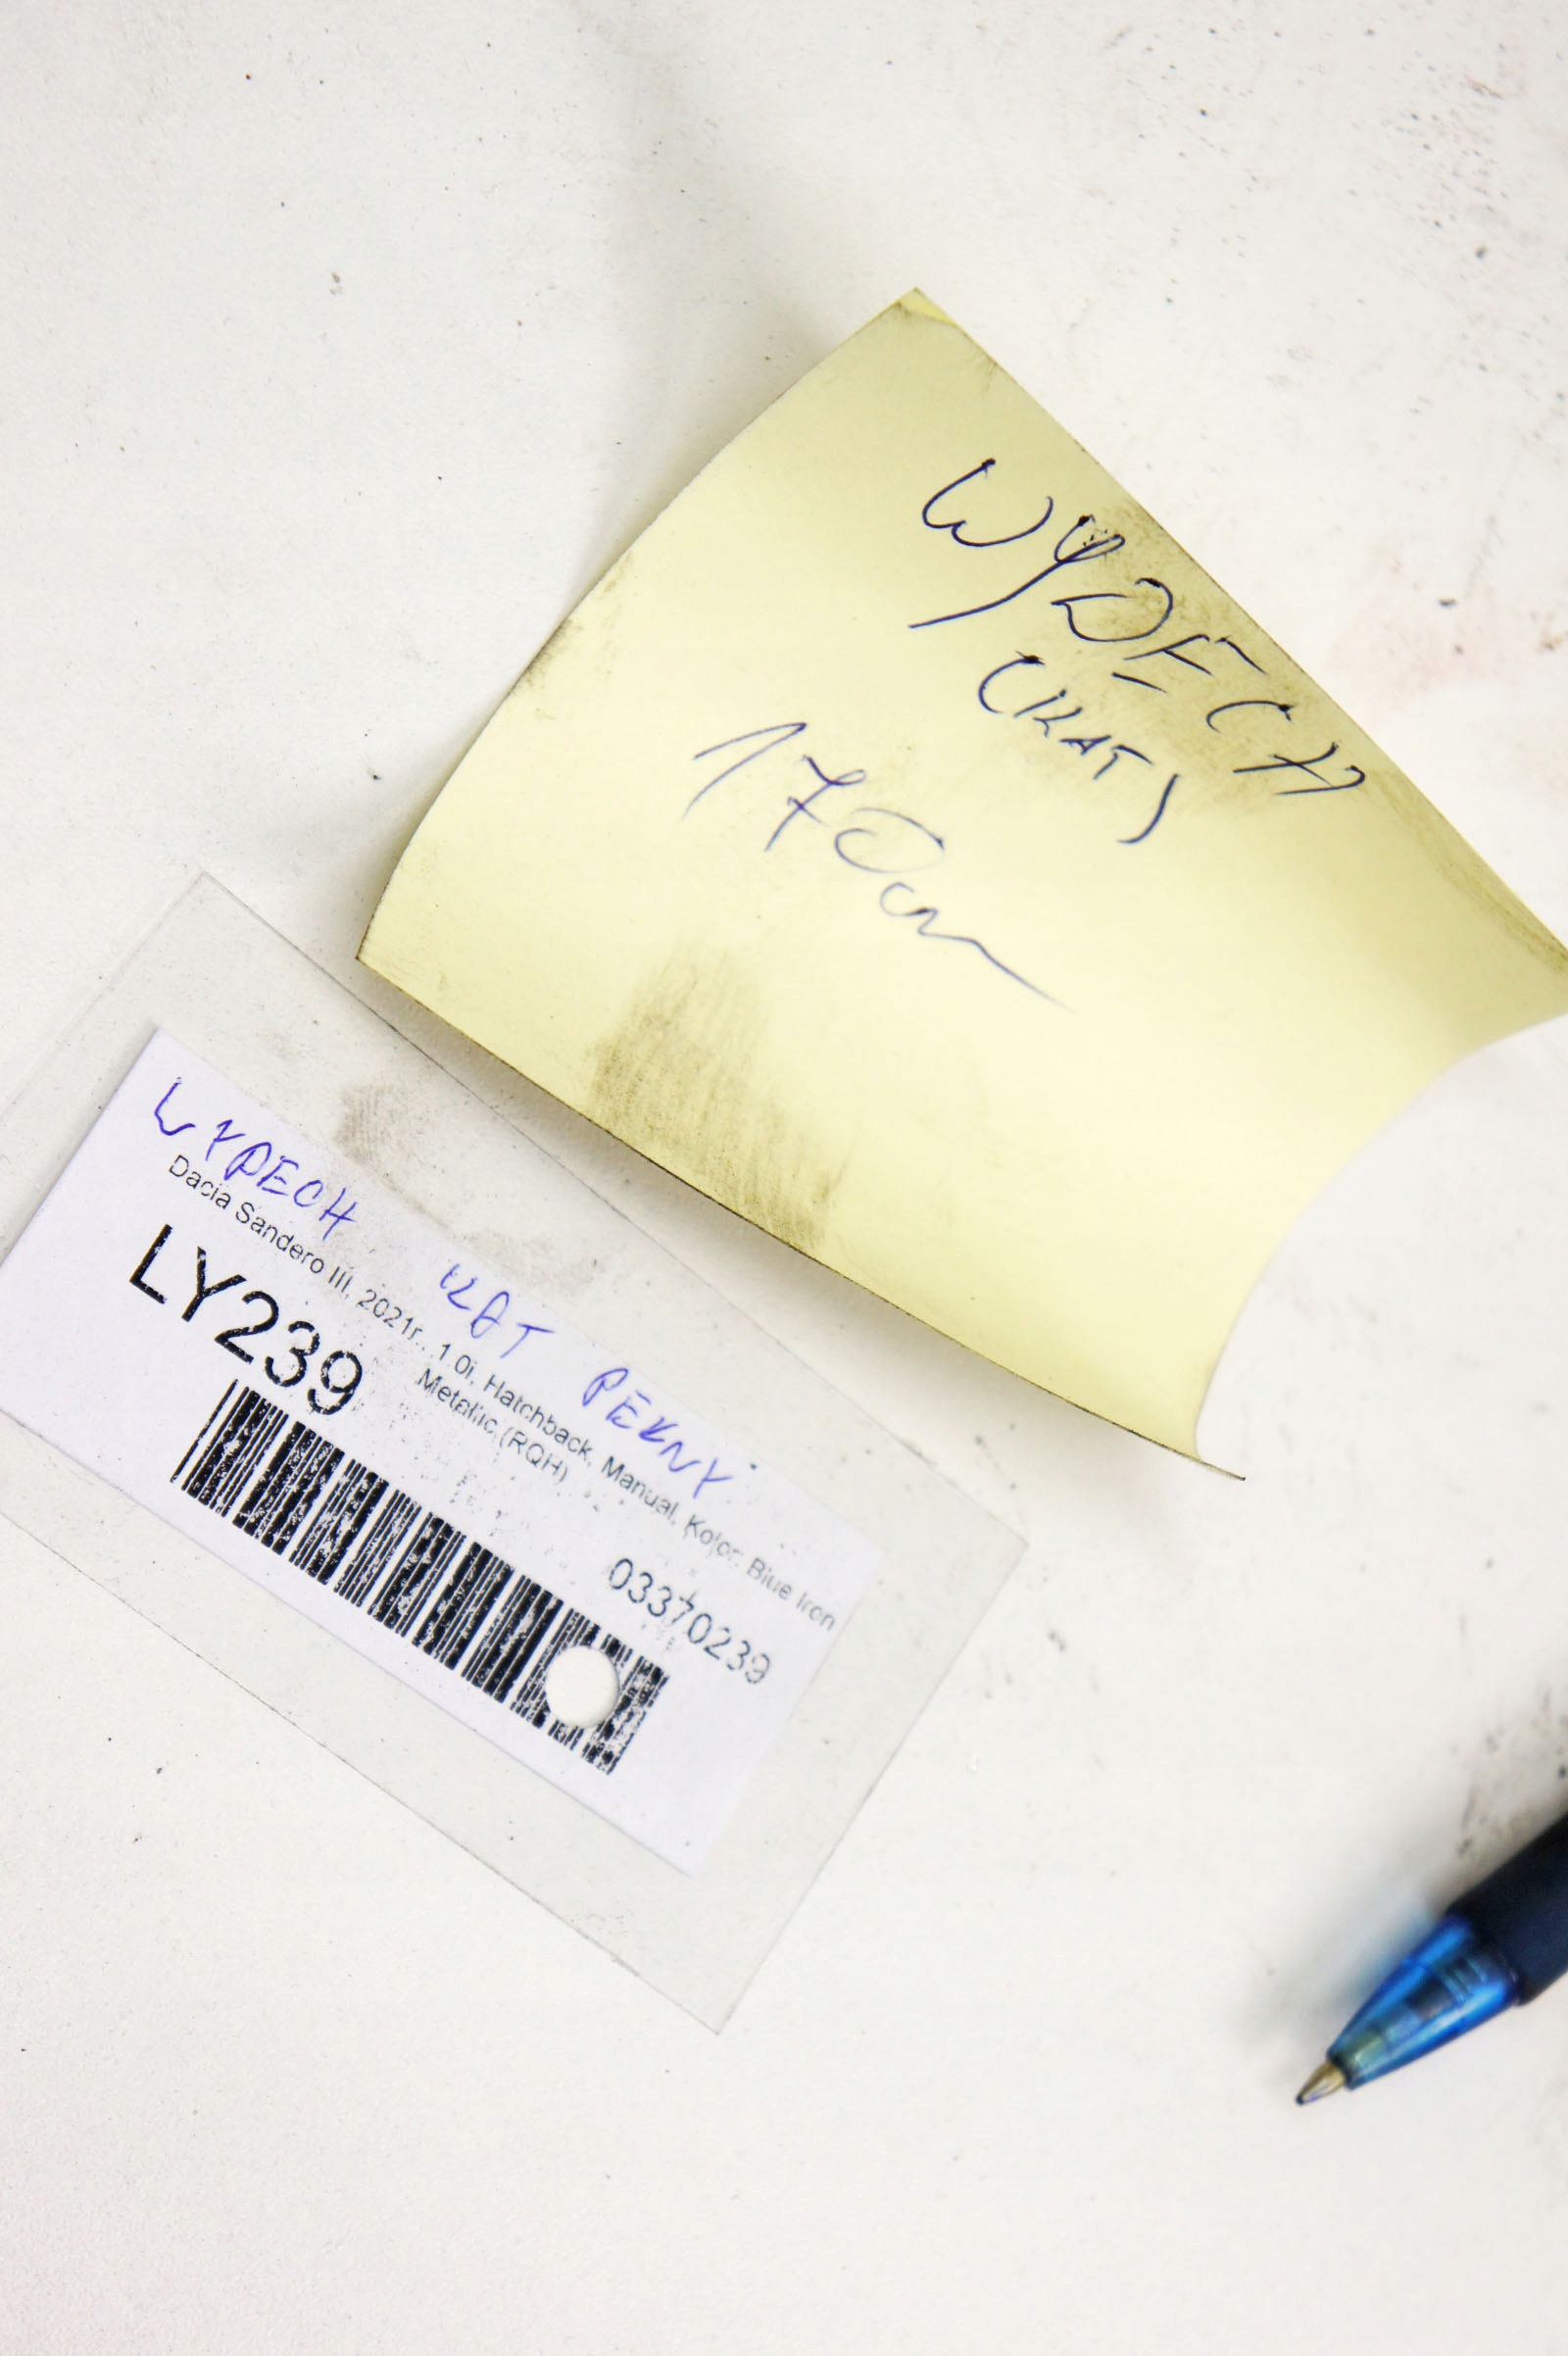 WYDECH
(KAT)
170cm
WYDECH KAT PEŁNY
Dacia Sandero III, 2021r., 1.0i, Hatchback, Manual, Kolor: Blue Iron
Metallic (RQH)
LY239
03370239